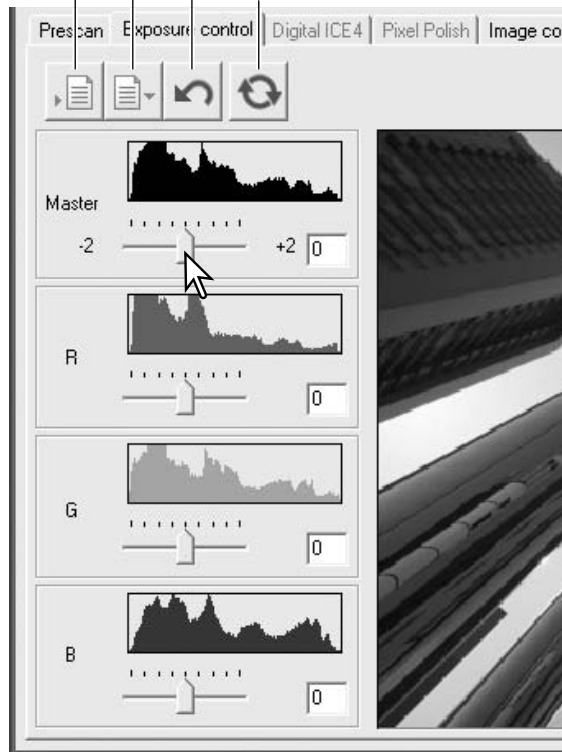 Prescan Exposure control Digital ICE4 Pixel Polish Image co
Master
-2 +2 0
R
0
G
0
B
0